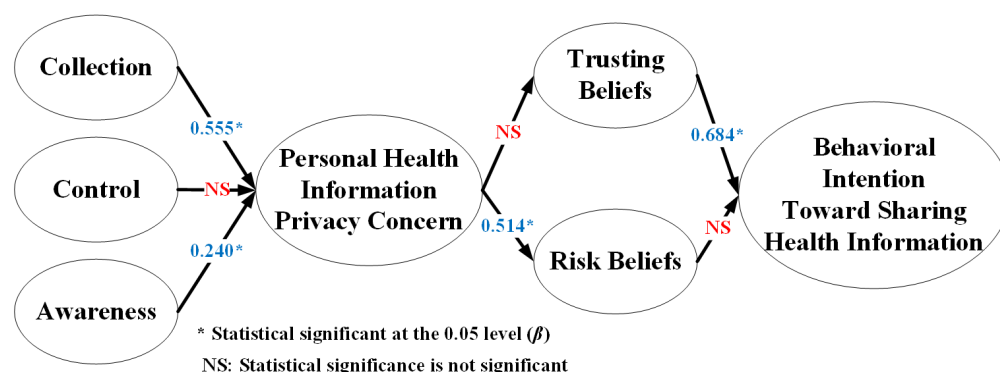 Collection
Control
Awareness
0.555*
NS
0.240*
Personal Health
Information
Privacy Concern
NS
0.514*
Trusting
Beliefs
Risk Beliefs
0.684*
NS
Behavioral
Intention
Toward Sharing
Health Information
* Statistical significant at the 0.05 level (β)
NS: Statistical significance is not significant